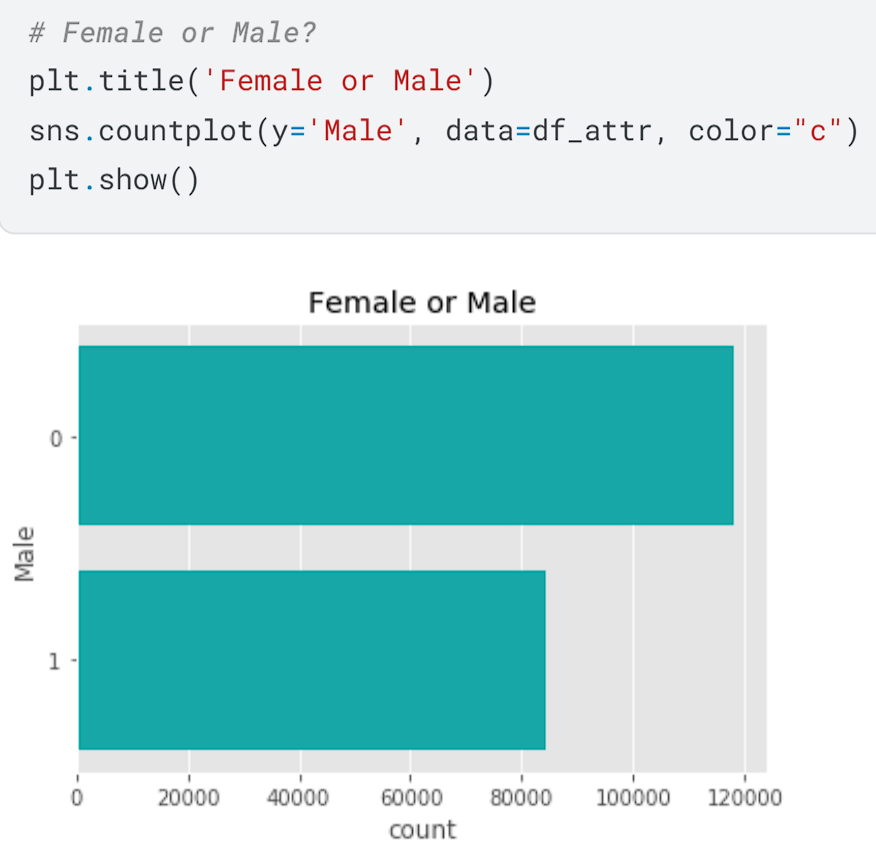 # Female or Male?
plt.title('Female or Male')
sns.countplot(y='Male', data=df_attr, color="c")
plt.show()
Female or Male
0
Male
1
0 20000 40000 60000 80000 100000 120000
count